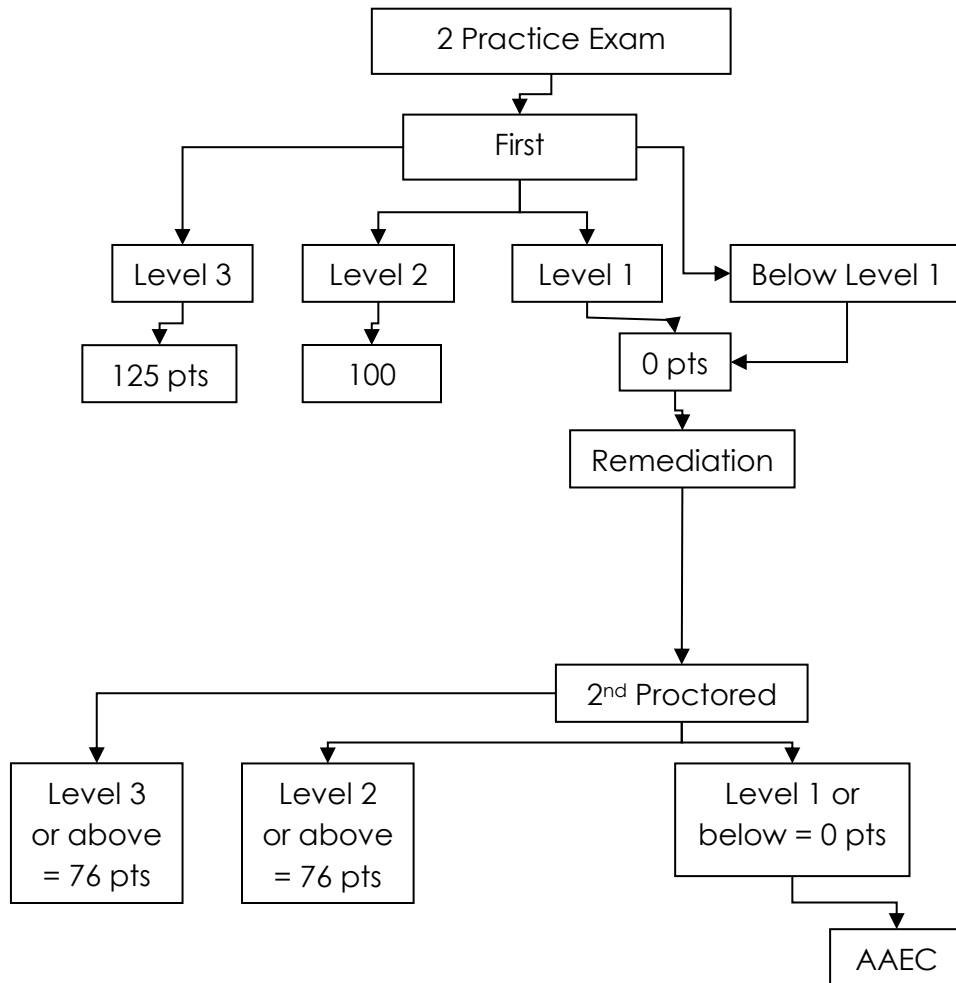 2 Practice Exam
First
Level 3
Level 2
Level 1
Below Level 1
125 pts
100
0 pts
Remediation
2nd Proctored
Level 3
or above
= 76 pts
Level 2
or above
= 76 pts
Level 1 or
below = 0 pts
AAEC